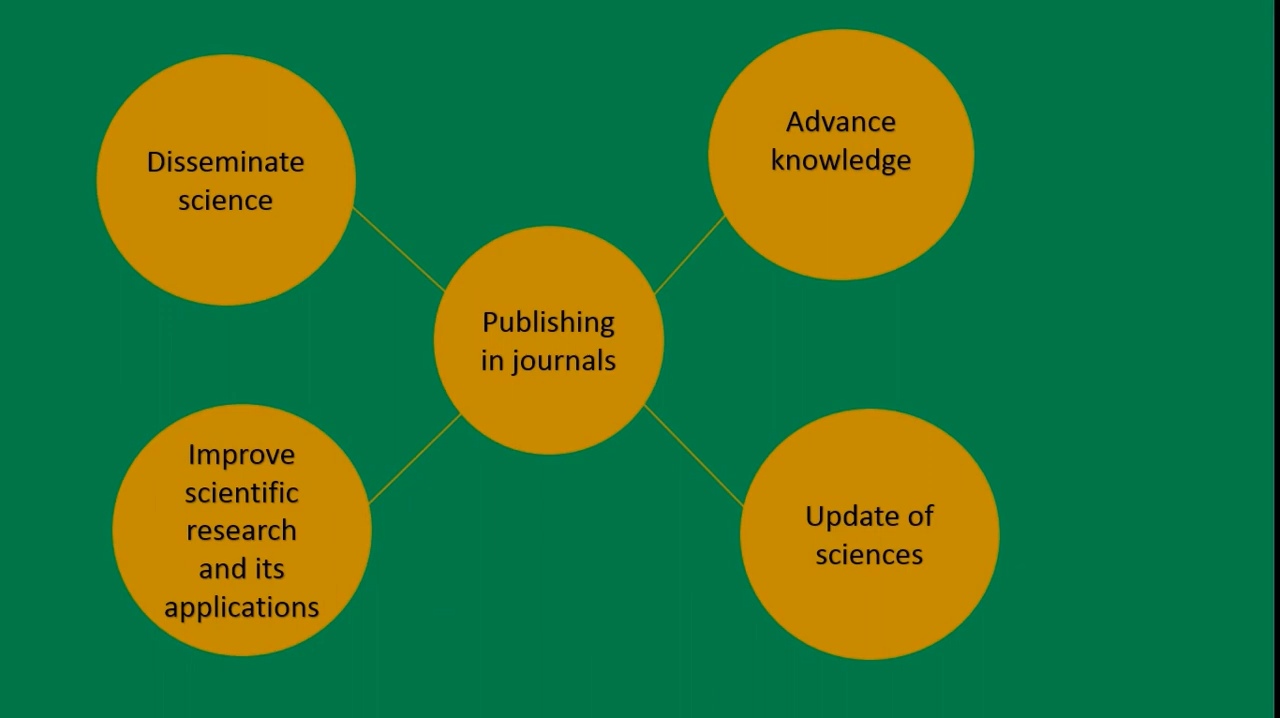 Disseminate
science
Advance
knowledge
Publishing
in journals
Improve
scientific
research
and its
applications
Update of
sciences